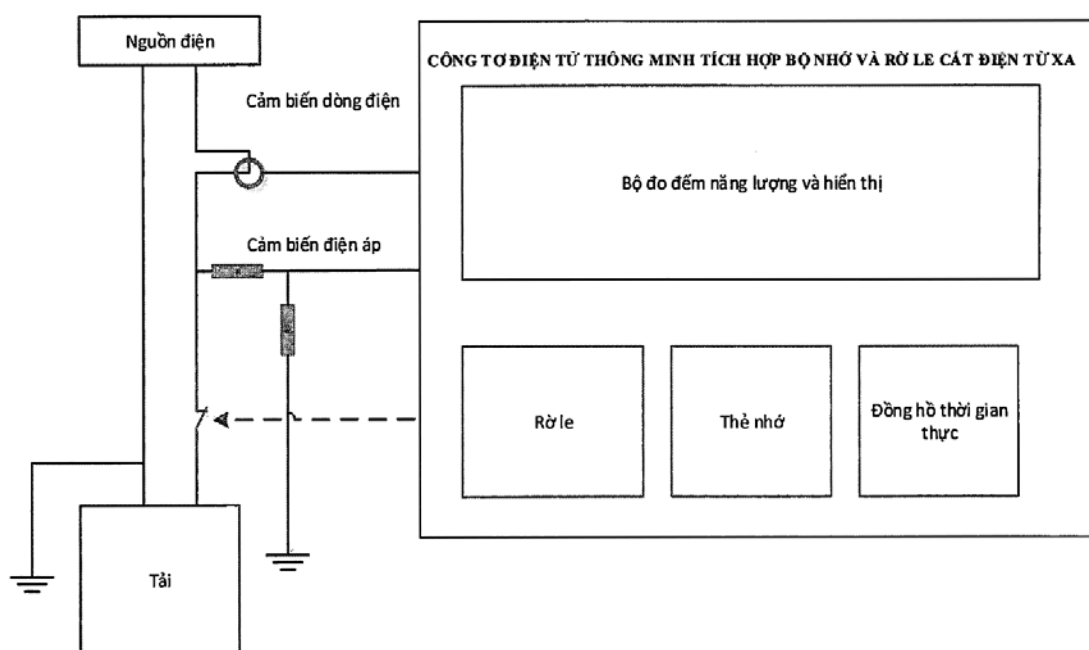 Nguồn điện
CÔNG TƠ ĐIỆN TỬ THÔNG MINH TÍCH HỢP BỘ NHỚ VÀ RỜ LE CẮT ĐIỆN TỪ XA
Cảm biến dòng điện
Bộ đo đếm năng lượng và hiển thị
Cảm biến điện áp
Rờ le
Thẻ nhớ
Đồng hồ thời gian
thực
Tải